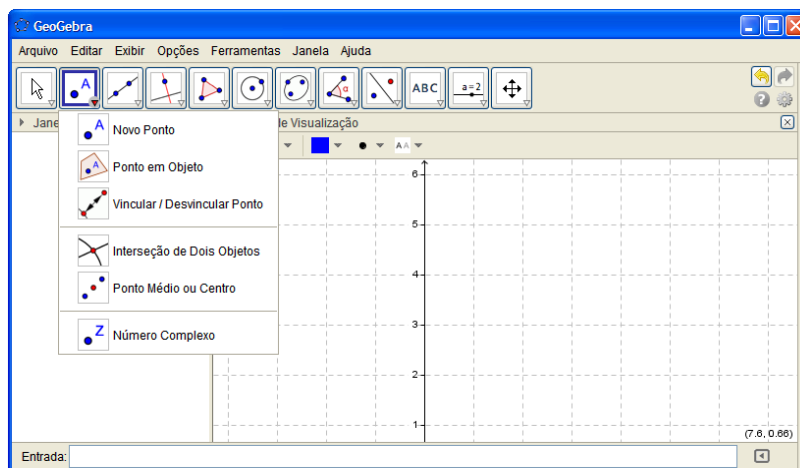 GeoGebra
Arquivo Editar Exibir Opções Ferramentas Janela Ajuda
A α ABC a=2
Jane de Visualização
A A
A Novo Ponto
A Ponto em Objeto
Vincular / Desvincular Ponto
Interseção de Dois Objetos
Ponto Médio ou Centro
Z Número Complexo
6
5
4
3
2
1
(7.6, 0.66)
Entrada: